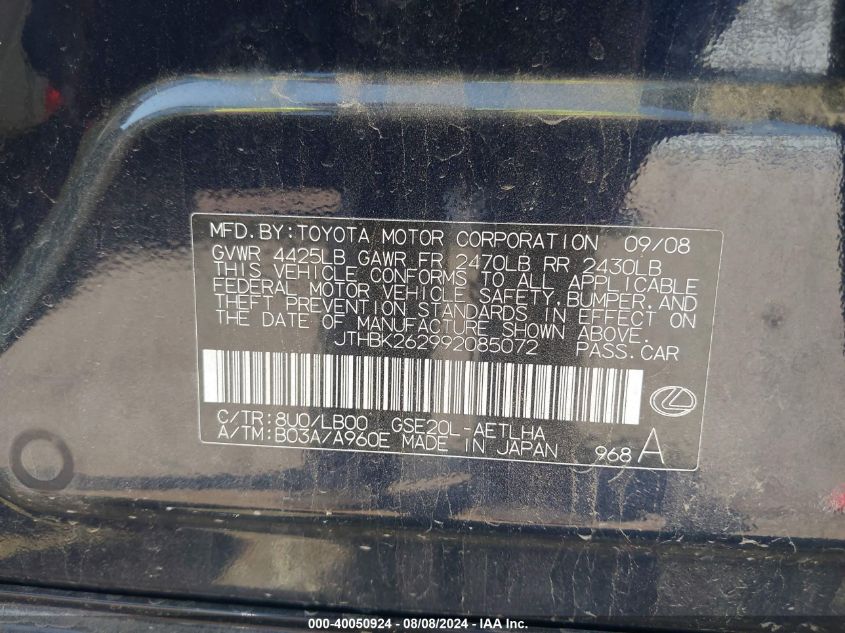 MFD.BY:TOYOTA MOTOR CORPORATION 09/08
GVWR 4425LB GAWR FR 2470LB RR 2430LB
THIS VEHICLE CONFORMS TO ALL APPLICABLE
FEDERAL MOTOR VEHICLE SAFETY,BUMPER,AND
THEFT PREVENTION STANDARDS IN EFFECT ON
THE DATE OF MANUFACTURE SHOWN ABOVE.
JTHBK262992085072 PASS.CAR
C/TR:8U0/LB00 GSE20L-AETLHA
A/TM:B03A/A960E MADE IN JAPAN 968 A
000-40050924 - 08/08/2024 - IAA Inc.